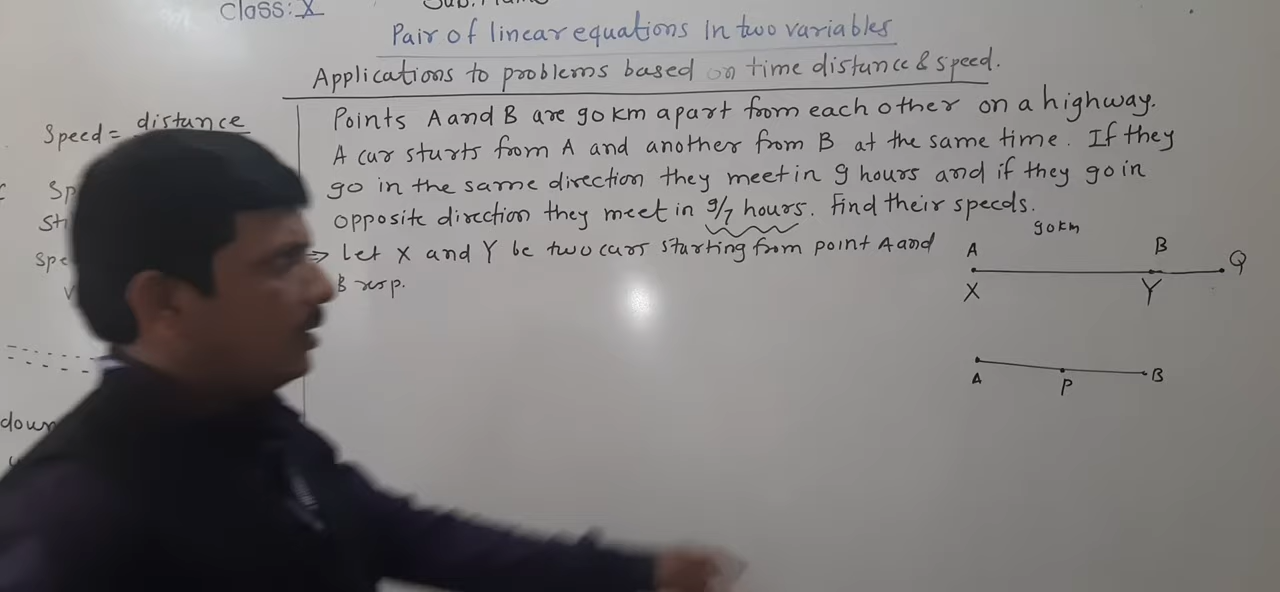 Class: X
Pair of linear equations in two variables
Applications to problems based on time distance & speed.
Speed = distance
Points A and B are 90 km apart from each other on a highway.
A car starts from A and another from B at the same time. If they
go in the same direction they meet in 9 hours and if they go in
opposite direction they meet in 9/7 hours. Find their speeds.
⇒ Let X and Y be two cars starting from point A and
B resp.
90 km
A B Q
X Y
A P B